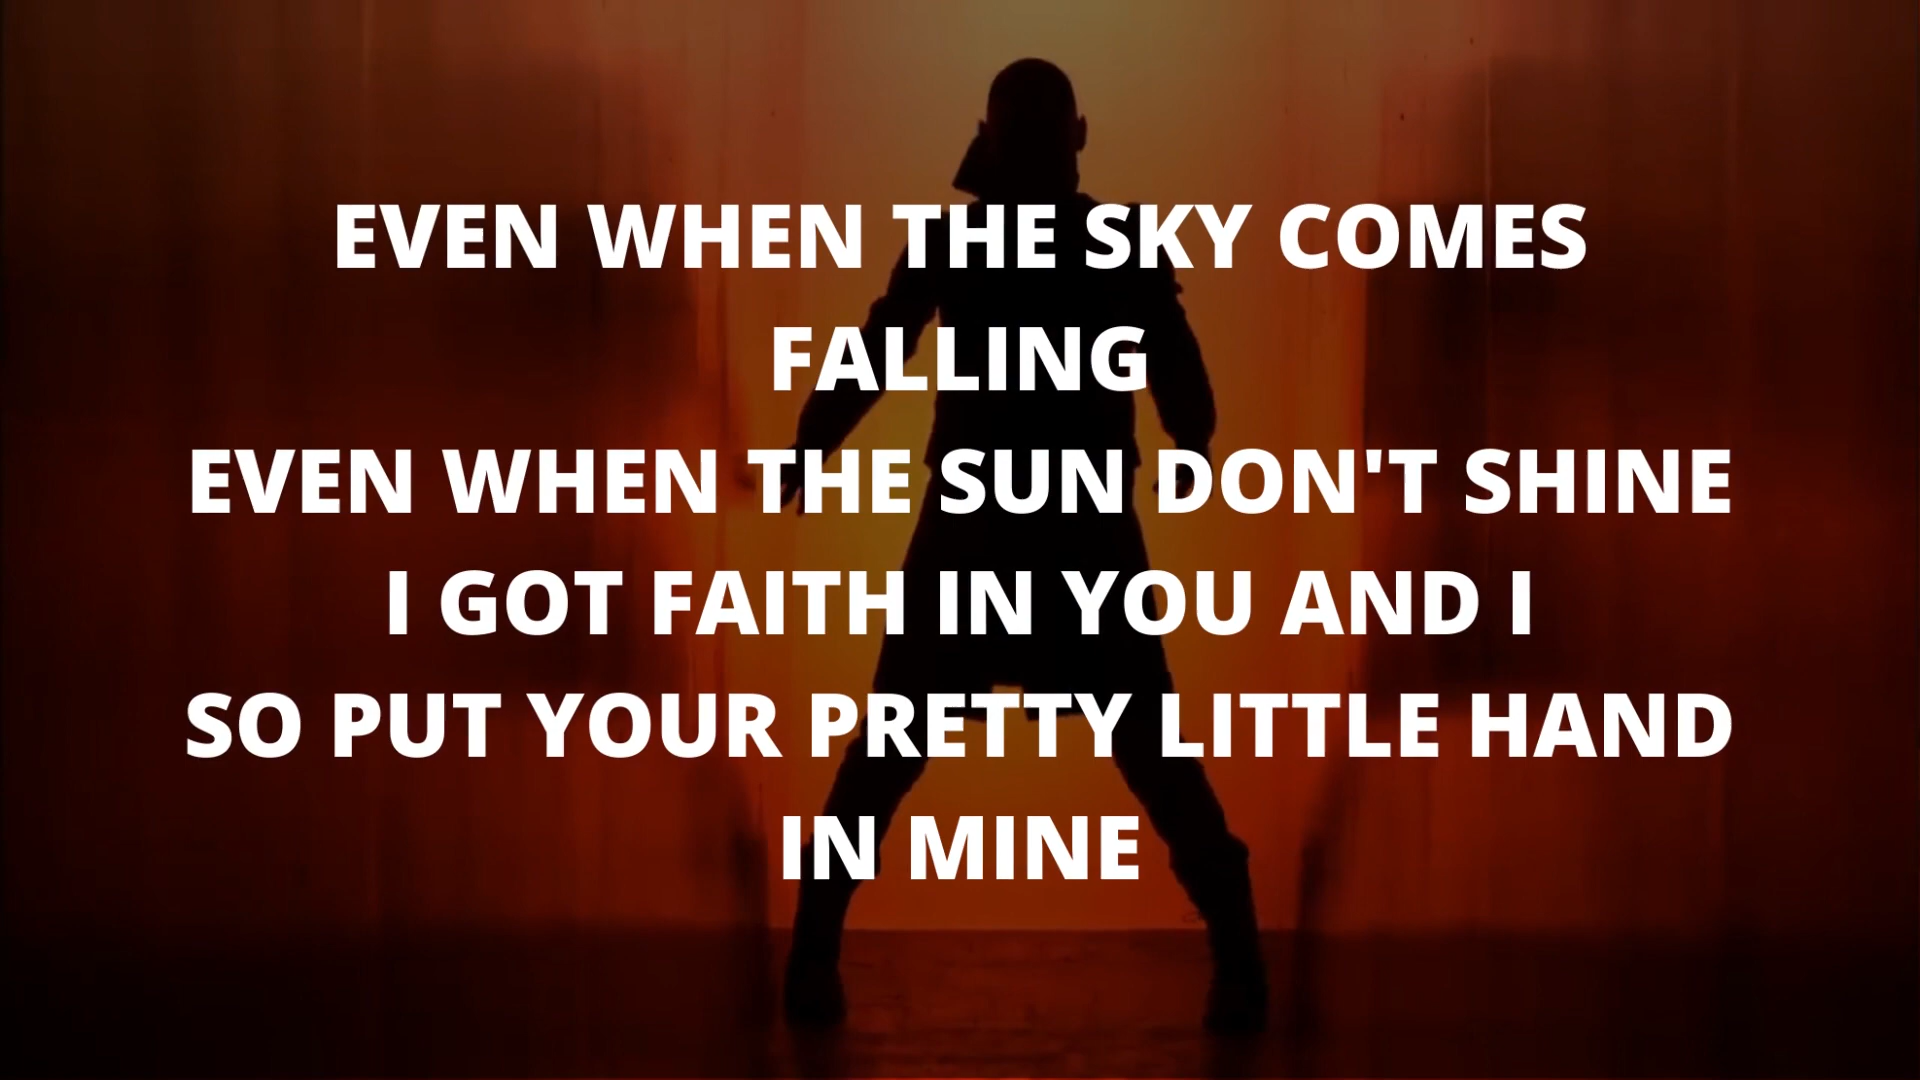 EVEN WHEN THE SKY COMES
FALLING
EVEN WHEN THE SUN DON'T SHINE
I GOT FAITH IN YOU AND I
SO PUT YOUR PRETTY LITTLE HAND
IN MINE